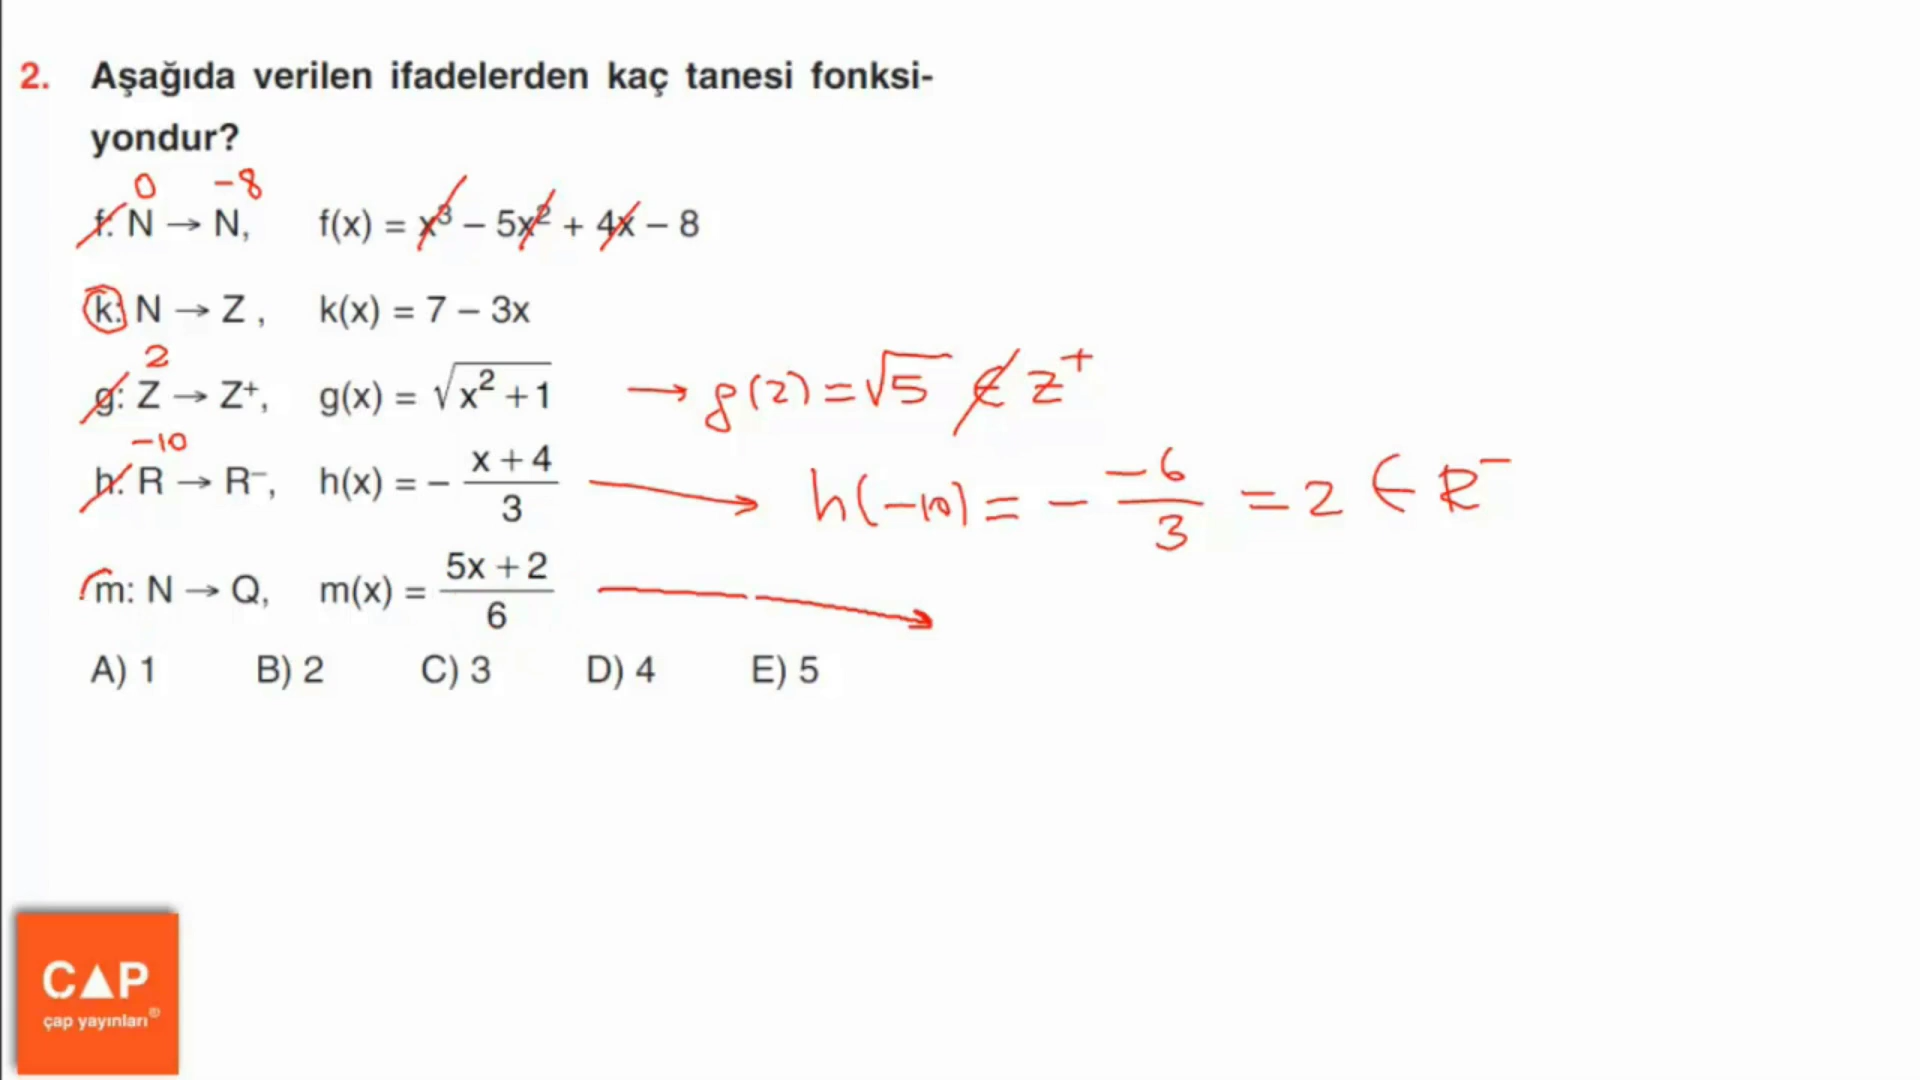 2. Aşağıda verilen ifadelerden kaç tanesi fonksi-
yondur?
0 -8
f: N → N, f(x) = x³ – 5x² + 4x – 8
k: N → Z , k(x) = 7 – 3x
2
g: Z → Z⁺, g(x) = √(x² + 1) → g(2) = √5 ∉ Z⁺
-10
h: R → R⁻, h(x) = – (x + 4)/3 → h(-10) = - (-6)/3 = 2 ∈ R⁻
m: N → Q, m(x) = (5x + 2)/6 →
A) 1 B) 2 C) 3 D) 4 E) 5
ÇAP
çap yayınları®